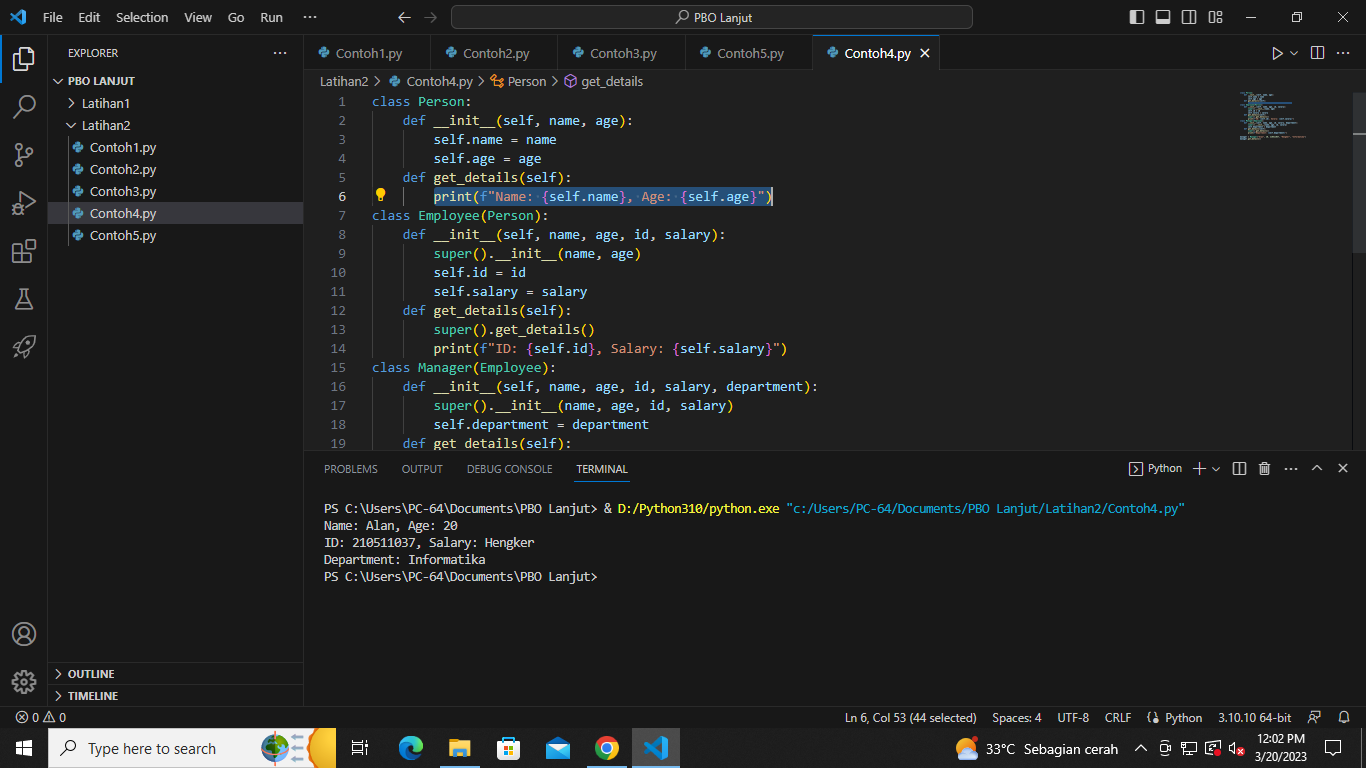 File Edit Selection View Go Run ··· PBO Lanjut
EXPLORER ···
PBO LANJUT
Latihan1
Latihan2
Contoh1.py
Contoh2.py
Contoh3.py
Contoh4.py
Contoh5.py
OUTLINE
TIMELINE
Contoh1.py Contoh2.py Contoh3.py Contoh5.py Contoh4.py
Latihan2 > Contoh4.py > Person > get_details
1 class Person:
2     def __init__(self, name, age):
3         self.name = name
4         self.age = age
5     def get_details(self):
6         print(f"Name: {self.name}, Age: {self.age}")
7 class Employee(Person):
8     def __init__(self, name, age, id, salary):
9         super().__init__(name, age)
10         self.id = id
11         self.salary = salary
12     def get_details(self):
13         super().get_details()
14         print(f"ID: {self.id}, Salary: {self.salary}")
15 class Manager(Employee):
16     def __init__(self, name, age, id, salary, department):
17         super().__init__(name, age, id, salary)
18         self.department = department
19     def get_details(self):
PROBLEMS OUTPUT DEBUG CONSOLE TERMINAL Python
PS C:\Users\PC-64\Documents\PBO Lanjut> & D:/Python310/python.exe "c:/Users/PC-64/Documents/PBO Lanjut/Latihan2/Contoh4.py"
Name: Alan, Age: 20
ID: 210511037, Salary: Hengker
Department: Informatika
PS C:\Users\PC-64\Documents\PBO Lanjut>
0 0 Ln 6, Col 53 (44 selected) Spaces: 4 UTF-8 CRLF Python 3.10.10 64-bit
Type here to search 33°C Sebagian cerah 12:02 PM
3/20/2023